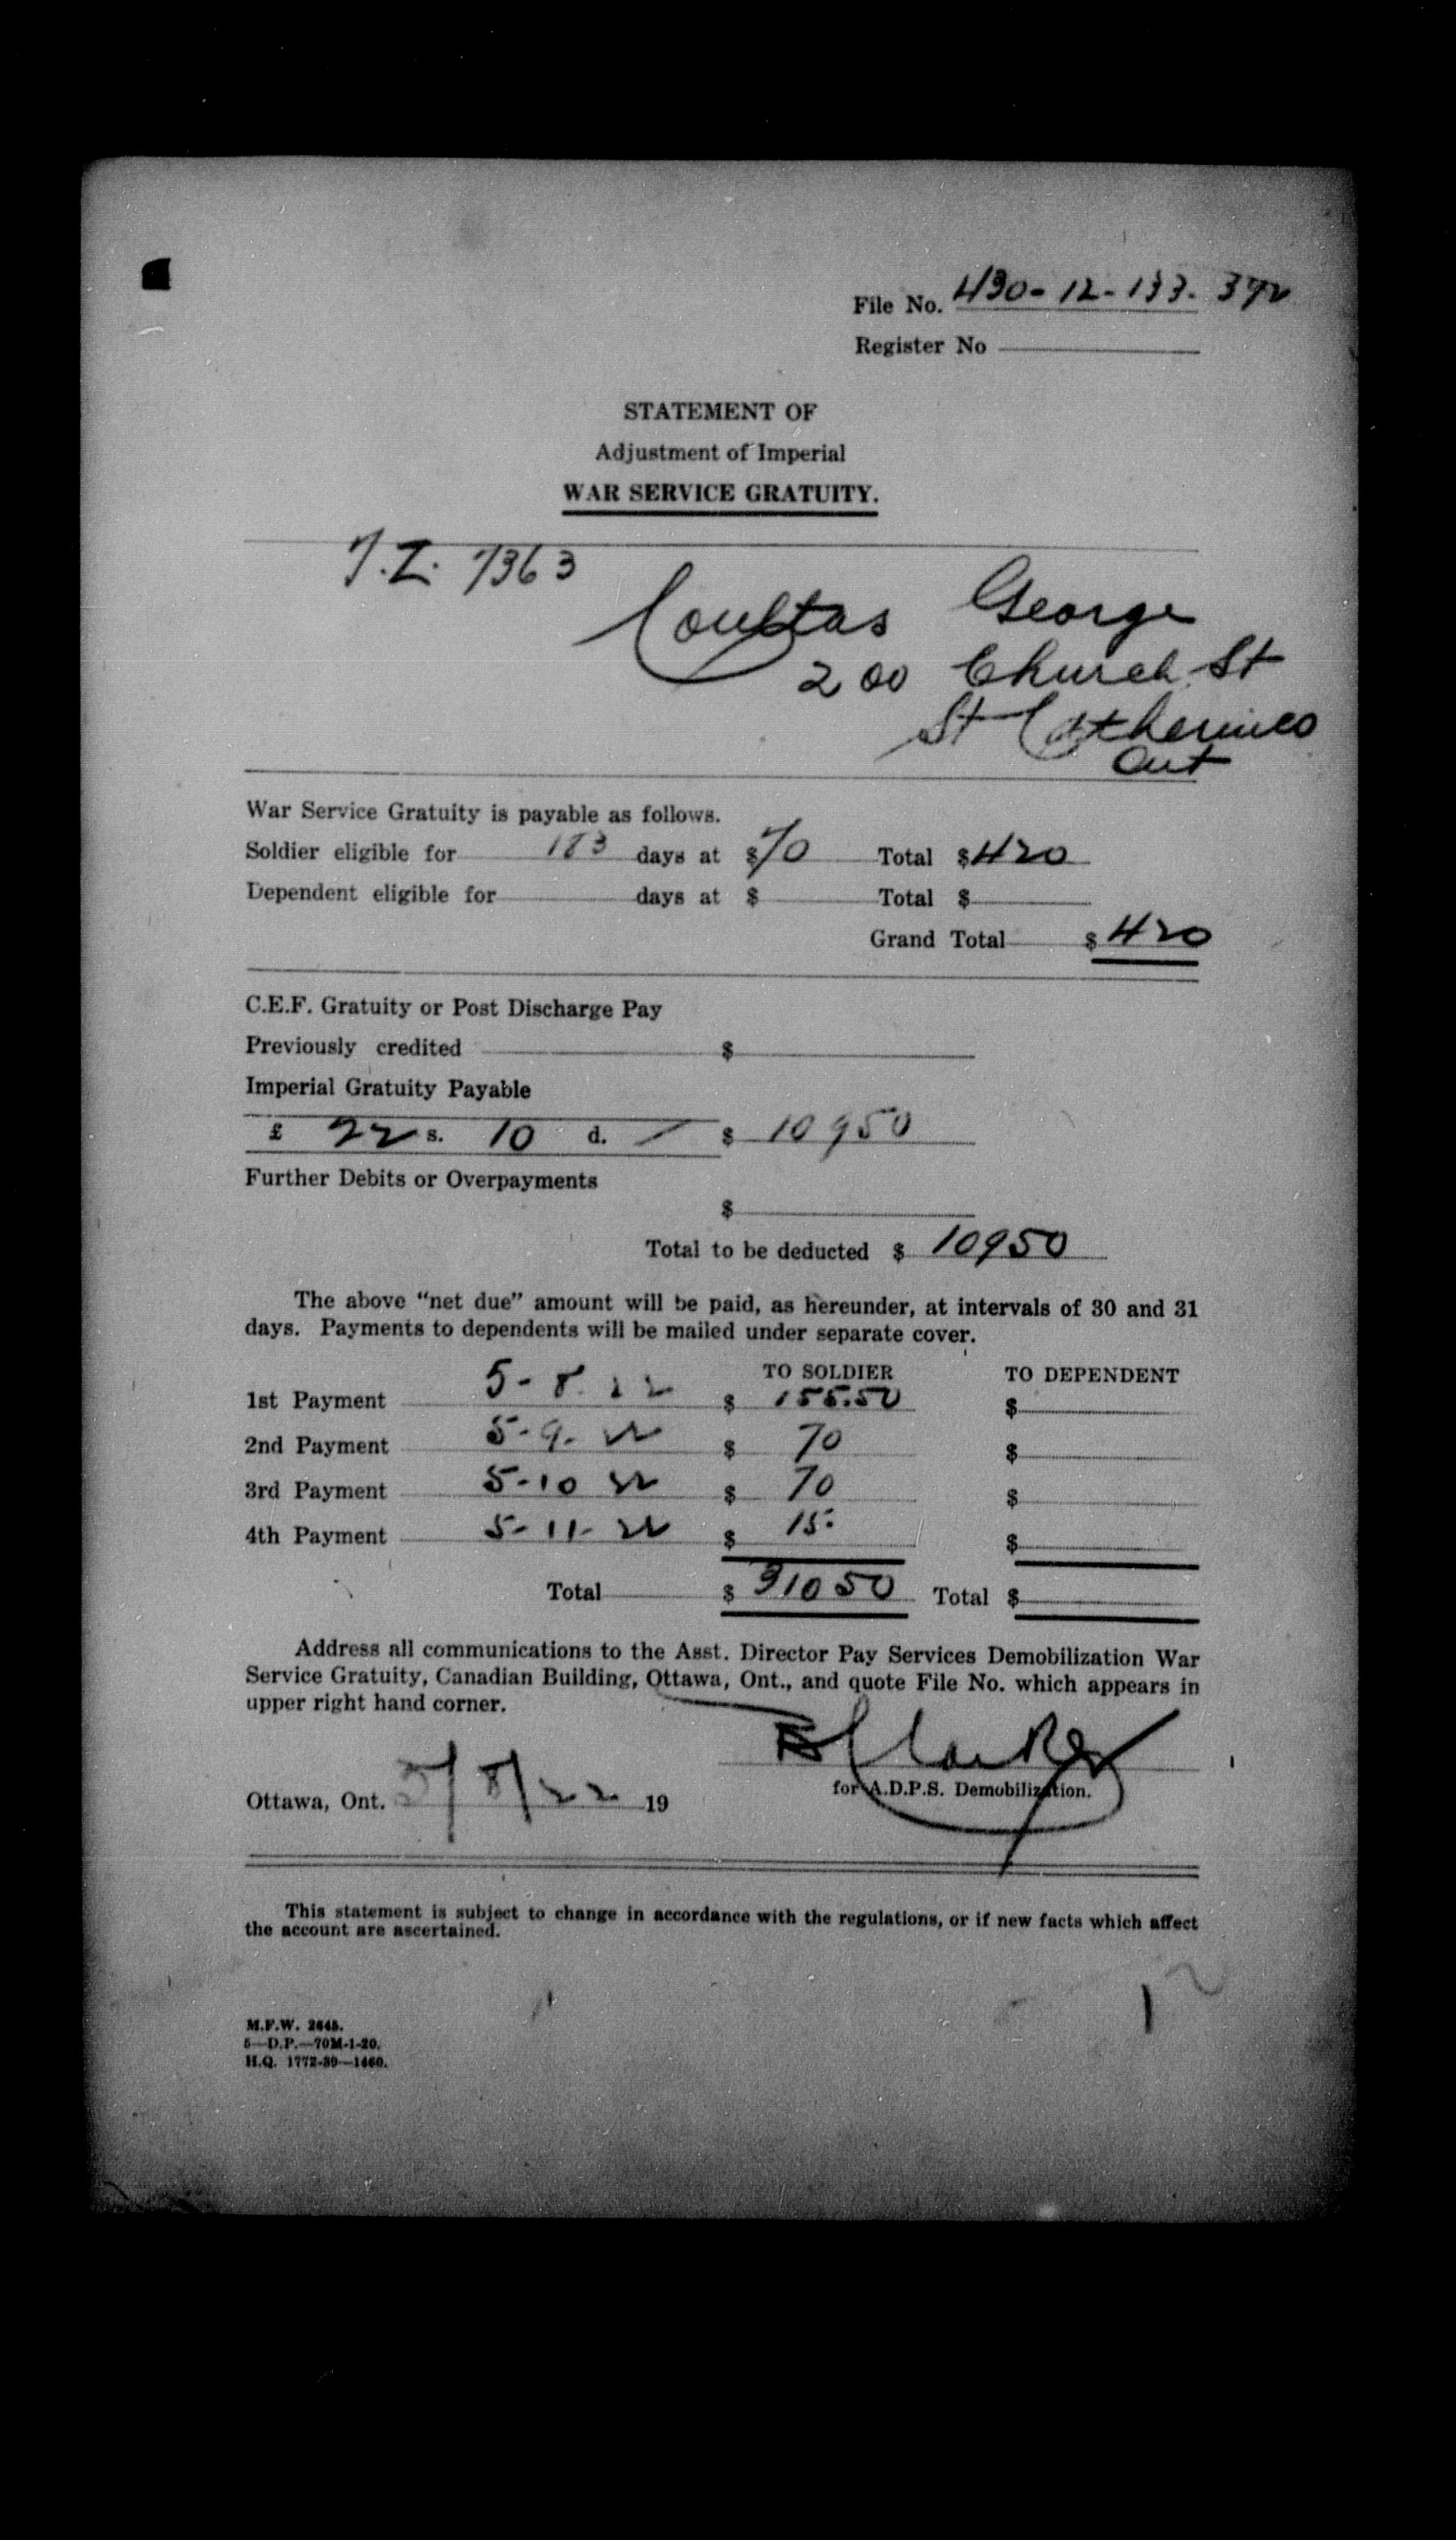 File No. 430-12-133. 392
Register No
STATEMENT OF
Adjustment of Imperial
WAR SERVICE GRATUITY.
T.Z. 7363
Coultas George
200 Church St
St Catherines
Ont
War Service Gratuity is payable as follows.
Soldier eligible for 183 days at $70 Total $420
Dependent eligible for days at $ Total $
Grand Total $420
C.E.F. Gratuity or Post Discharge Pay
Previously credited $
Imperial Gratuity Payable
£ 22 s. 10 d. / $ 10950
Further Debits or Overpayments
$
Total to be deducted $ 10950
The above "net due" amount will be paid, as hereunder, at intervals of 30 and 31
days. Payments to dependents will be mailed under separate cover.
TO SOLDIER TO DEPENDENT
1st Payment 5-8.22 $ 155.50 $
2nd Payment 5-9-22 $ 70 $
3rd Payment 5-10 22 $ 70 $
4th Payment 5-11-22 $ 15- $
Total $ 31050 Total $
Address all communications to the Asst. Director Pay Services Demobilization War
Service Gratuity, Canadian Building, Ottawa, Ont., and quote File No. which appears in
upper right hand corner.
for A.D.P.S. Demobilization.
Ottawa, Ont. 5/8/22 19
This statement is subject to change in accordance with the regulations, or if new facts which affect
the account are ascertained.
12
M.F.W. 2645.
5—D.P.—70M-1-20.
H.Q. 1772-39—1460.